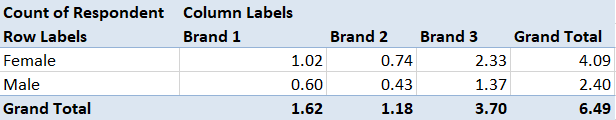 Count of Respondent Column Labels
Row Labels Brand 1 Brand 2 Brand 3 Grand Total
Female 1.02 0.74 2.33 4.09
Male 0.60 0.43 1.37 2.40
Grand Total 1.62 1.18 3.70 6.49